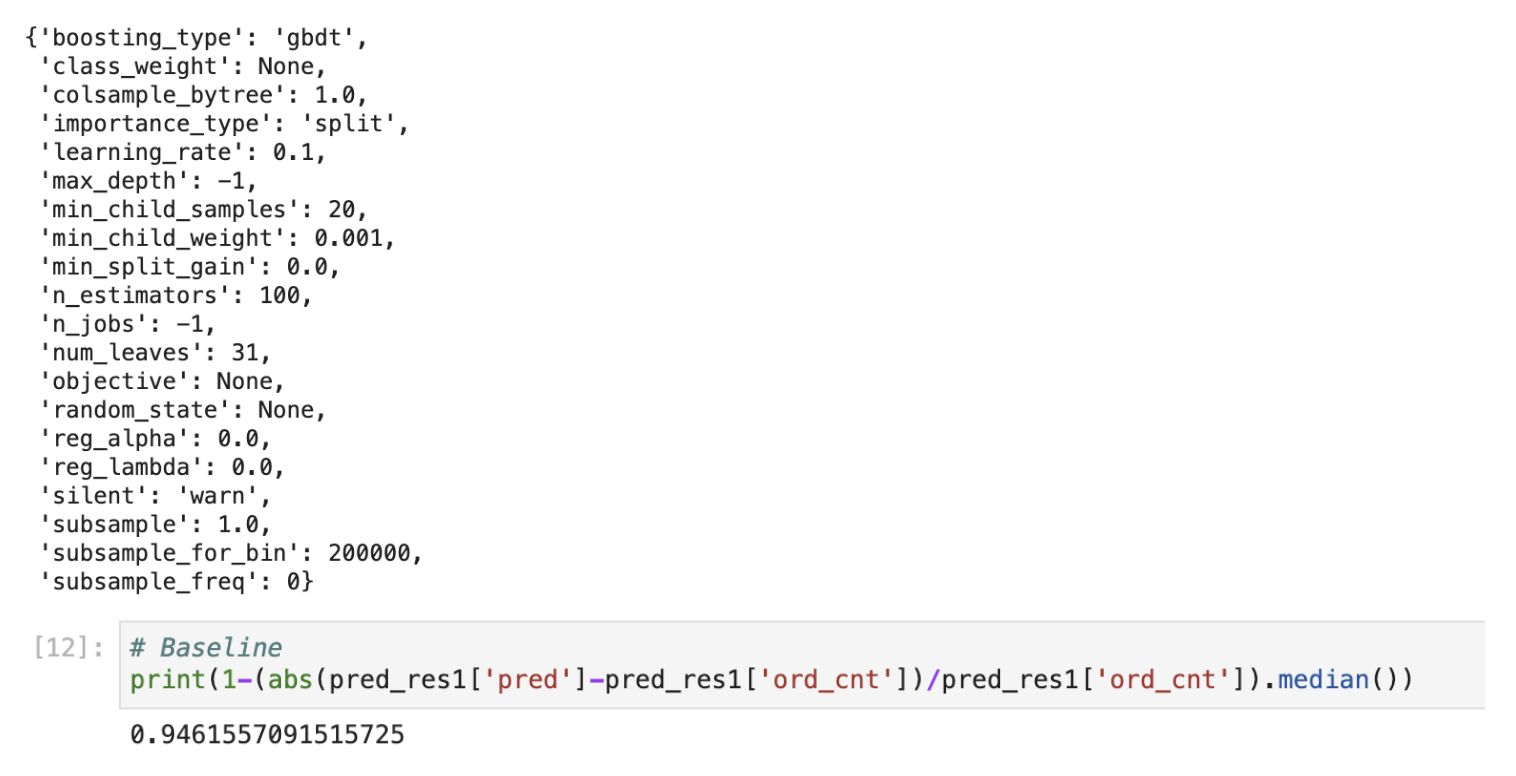 {'boosting_type': 'gbdt',
 'class_weight': None,
 'colsample_bytree': 1.0,
 'importance_type': 'split',
 'learning_rate': 0.1,
 'max_depth': -1,
 'min_child_samples': 20,
 'min_child_weight': 0.001,
 'min_split_gain': 0.0,
 'n_estimators': 100,
 'n_jobs': -1,
 'num_leaves': 31,
 'objective': None,
 'random_state': None,
 'reg_alpha': 0.0,
 'reg_lambda': 0.0,
 'silent': 'warn',
 'subsample': 1.0,
 'subsample_for_bin': 200000,
 'subsample_freq': 0}
[12]: # Baseline
print(1-(abs(pred_res1['pred']-pred_res1['ord_cnt'])/pred_res1['ord_cnt']).median())
0.9461557091515725